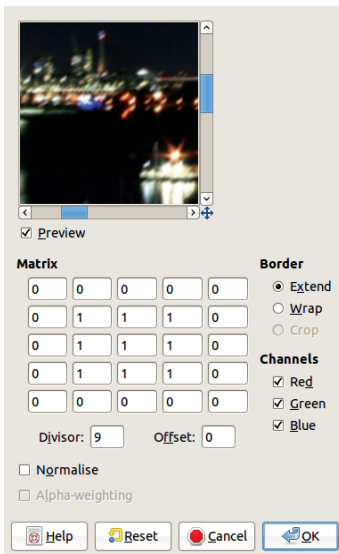 Preview
Matrix
0 0 0 0 0
0 1 1 1 0
0 1 1 1 0
0 1 1 1 0
0 0 0 0 0
Divisor: 9 Offset: 0
Normalise
Alpha-weighting
Border
Extend
Wrap
Crop
Channels
Red
Green
Blue
Help Reset Cancel OK